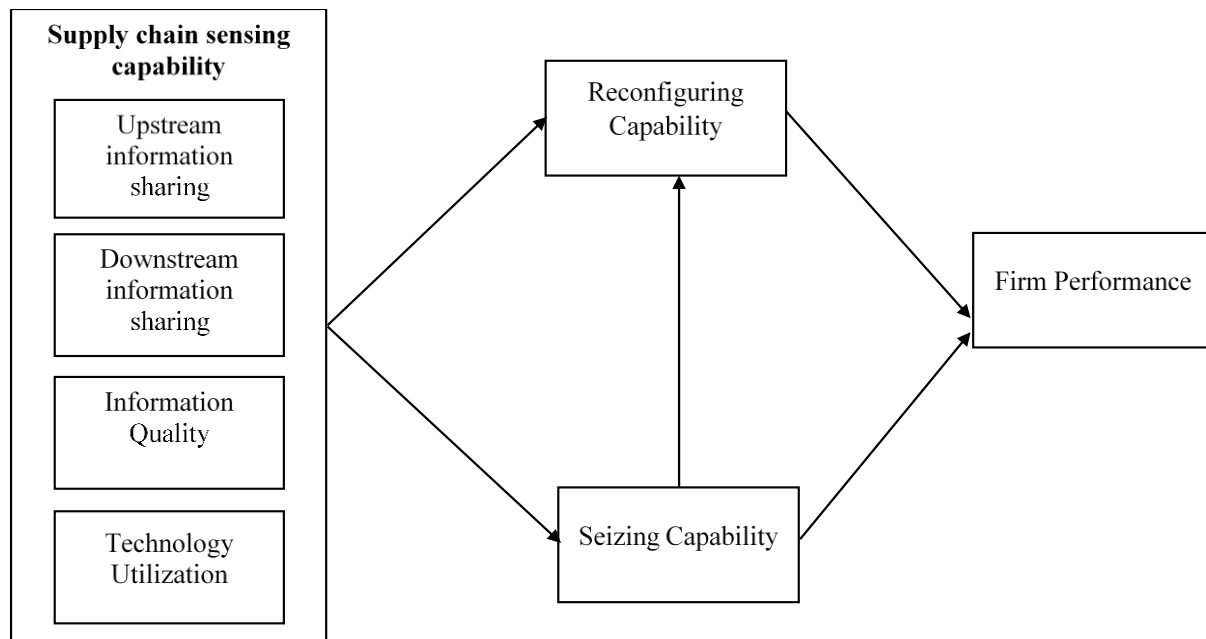 Supply chain sensing
capability
Upstream
information
sharing
Downstream
information
sharing
Information
Quality
Technology
Utilization
Reconfiguring
Capability
Seizing Capability
Firm Performance